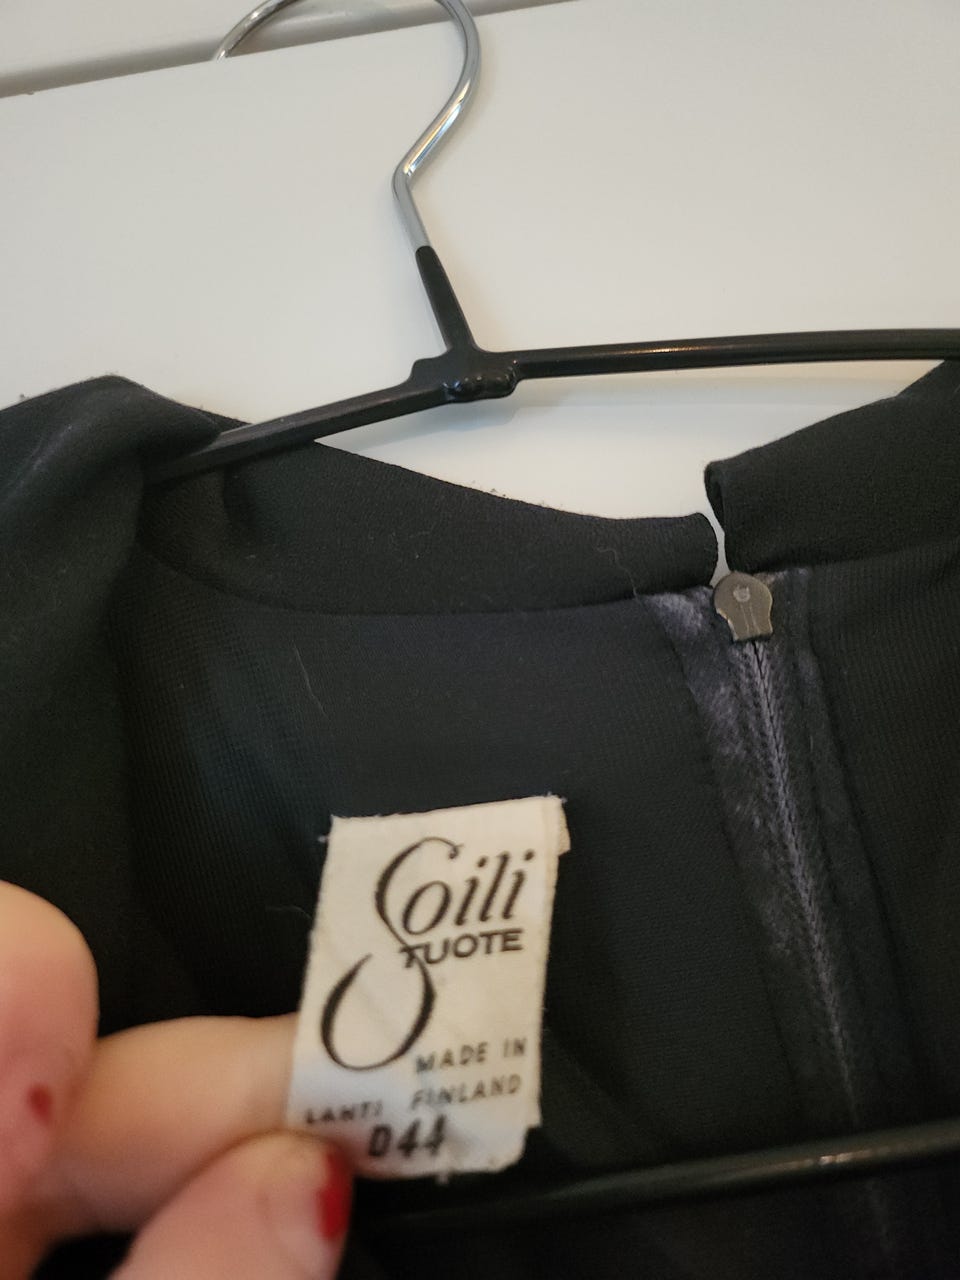 Soili
TUOTE
MADE IN
LAHTI FINLAND
D44